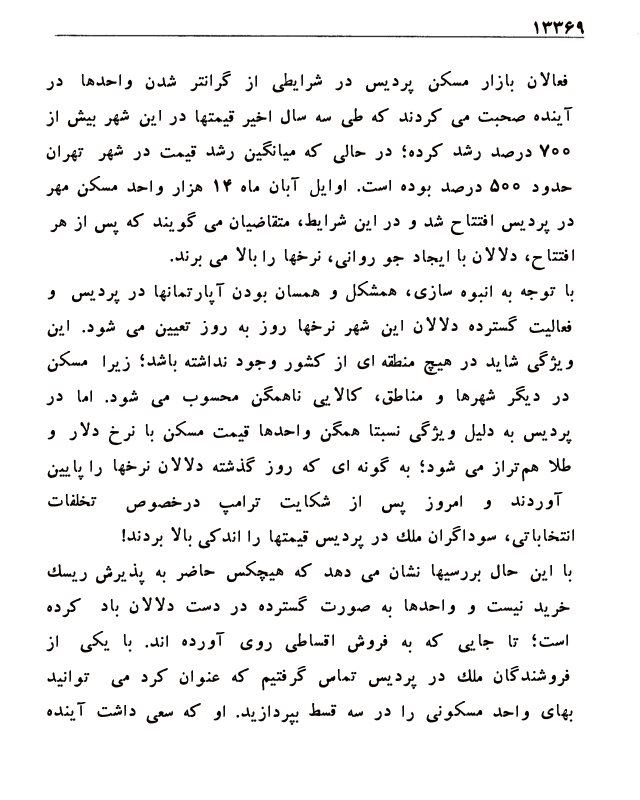 ۱۳۳۶۹
فعالان بازار مسکن پردیس در شرایطی از گرانتر شدن واحدها در
آینده صحبت می کردند که طی سه سال اخیر قیمتها در این شهر بیش از
۷۰۰ درصد رشد کرده؛ در حالی که میانگین رشد قیمت در شهر تهران
حدود ۵۰۰ درصد بوده است. اوایل آبان ماه ۱۴ هزار واحد مسکن مهر
در پردیس افتتاح شد و در این شرایط، متقاضیان می گویند که پس از هر
افتتاح، دلالان با ایجاد جو روانی، نرخها را بالا می برند.
با توجه به انبوه سازی، همشکل و همسان بودن آپارتمانها در پردیس و
فعالیت گسترده دلالان این شهر نرخها روز به روز تعیین می شود. این
ویژگی شاید در هیچ منطقه ای از کشور وجود نداشته باشد؛ زیرا مسکن
در دیگر شهرها و مناطق، کالایی ناهمگن محسوب می شود. اما در
پردیس به دلیل ویژگی نسبتا همگن واحدها قیمت مسکن با نرخ دلار و
طلا هم‌تراز می شود؛ به گونه ای که روز گذشته دلالان نرخها را پایین
آوردند و امروز پس از شکایت ترامپ درخصوص تخلفات
انتخاباتی، سوداگران ملك در پردیس قیمتها را اندکی بالا بردند!
با این حال بررسیها نشان می دهد که هیچکس حاضر به پذیرش ریسك
خرید نیست و واحدها به صورت گسترده در دست دلالان باد کرده
است؛ تا جایی که به فروش اقساطی روی آورده اند. با یکی از
فروشندگان ملك در پردیس تماس گرفتیم که عنوان کرد می توانید
بهای واحد مسکونی را در سه قسط بپردازید. او که سعی داشت آینده